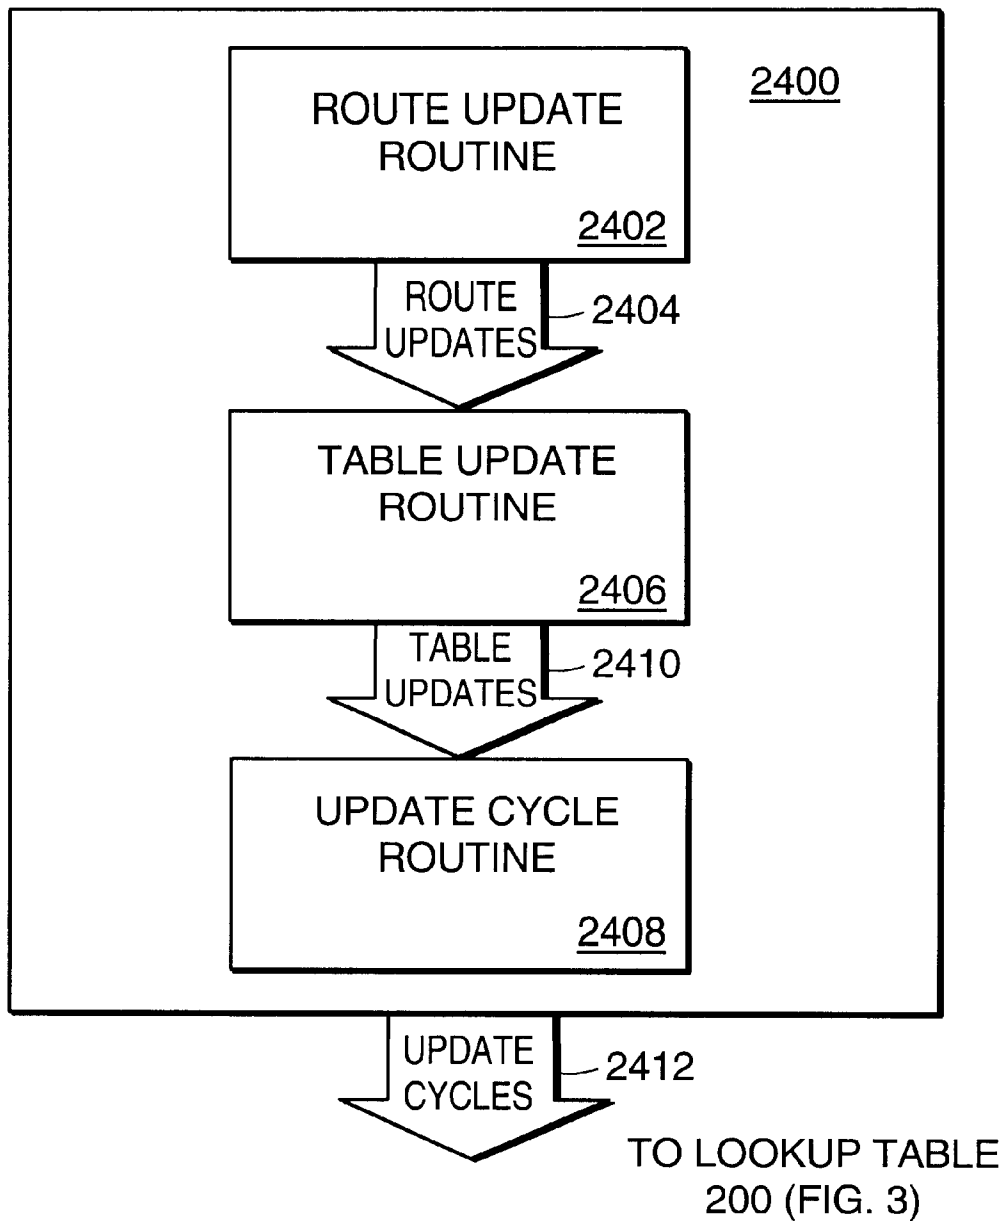 2400
ROUTE UPDATE
ROUTINE
2402
ROUTE
UPDATES
2404
TABLE UPDATE
ROUTINE
2406
TABLE
UPDATES
2410
UPDATE CYCLE
ROUTINE
2408
UPDATE
CYCLES
2412
TO LOOKUP TABLE
200 (FIG. 3)